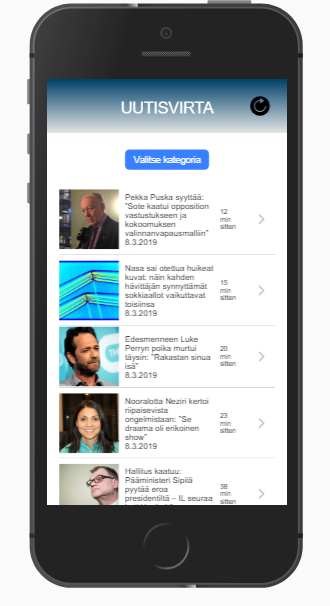 UUTISVIRTA
Valitse kategoria
Pekka Puska syyttää:
"Sote kaatui opposition
vastustukseen ja
kokoomuksen
valinnanvapausmalliin"
8.3.2019
12
min
sitten
Nasa sai otettua huikeat
kuvat: näin kahden
hävittäjän synnyttämät
sokkiaallot vaikuttavat
toisiinsa
8.3.2019
15
min
sitten
Edesmenneen Luke
Perryn poika murtui
täysin: "Rakastan sinua
isä"
8.3.2019
20
min
sitten
Nooralotta Neziri kertoi
riipaisevista
ongelmistaan: "Se
draama oli erikoinen
show"
8.3.2019
23
min
sitten
Hallitus kaatuu:
Pääministeri Sipilä
pyytää eroa
presidentiltä – IL seuraa
38
min
sitten